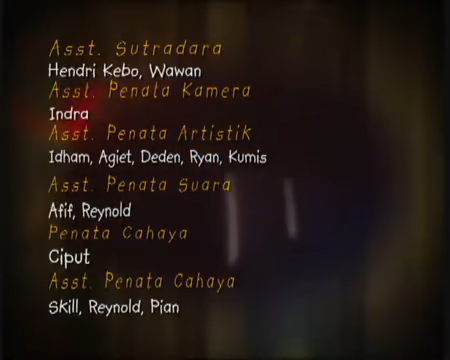 Asst. Sutradara
Hendri Kebo, Wawan
Asst. Penata Kamera
Indra
Asst. Penata Artistik
Idham, Agiet, Deden, Ryan, Kumis
Asst. Penata Suara
Afif, Reynold
Penata Cahaya
Ciput
Asst. Penata Cahaya
Skill, Reynold, Pian